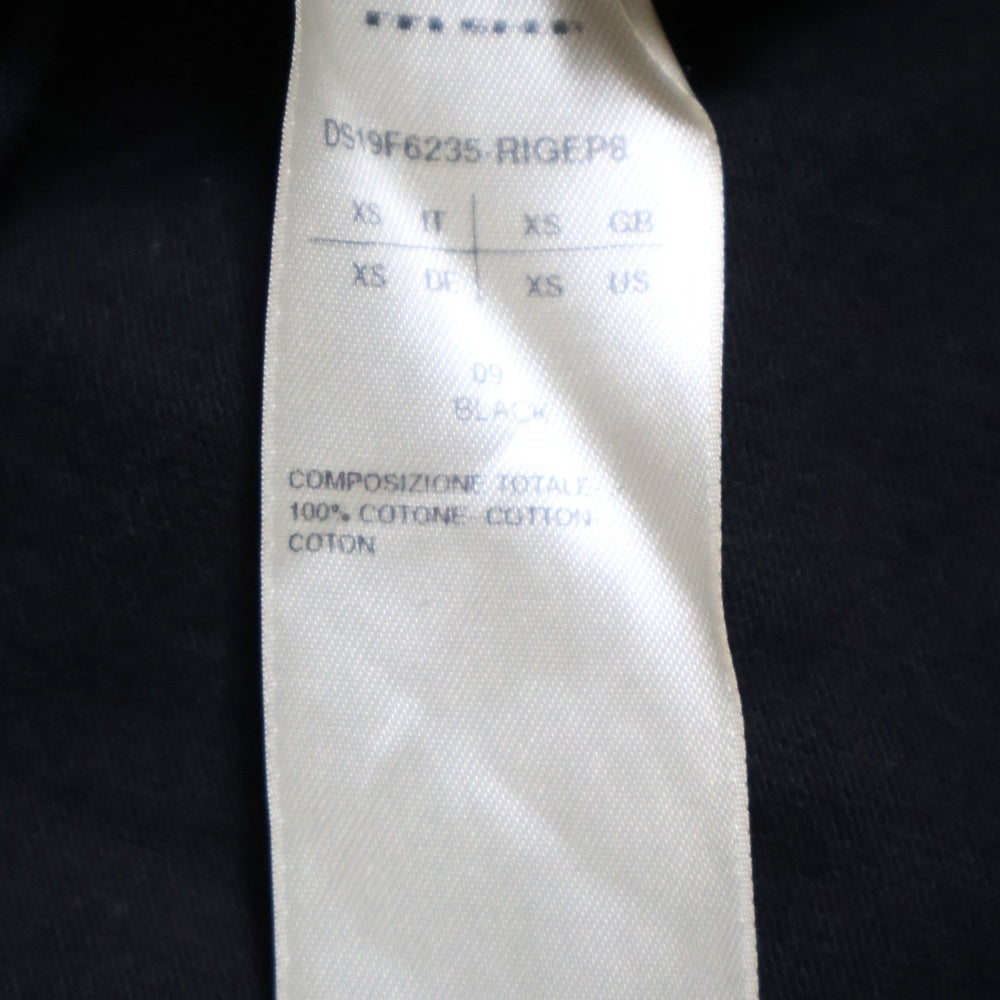 DS19F6235-RIGEP8
XS IT XS GB
XS DE XS US
09
BLACK
COMPOSIZIONE TOTALE-
100% COTONE- COTTON-
COTON